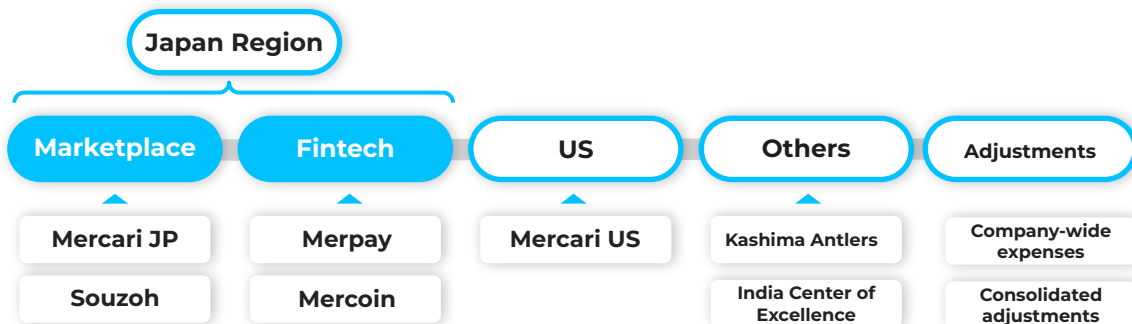 Japan Region
Marketplace
Fintech
US
Others
Adjustments
Mercari JP
Merpay
Mercari US
Kashima Antlers
Company-wide
expenses
Souzoh
Mercoin
India Center of
Excellence
Consolidated
adjustments